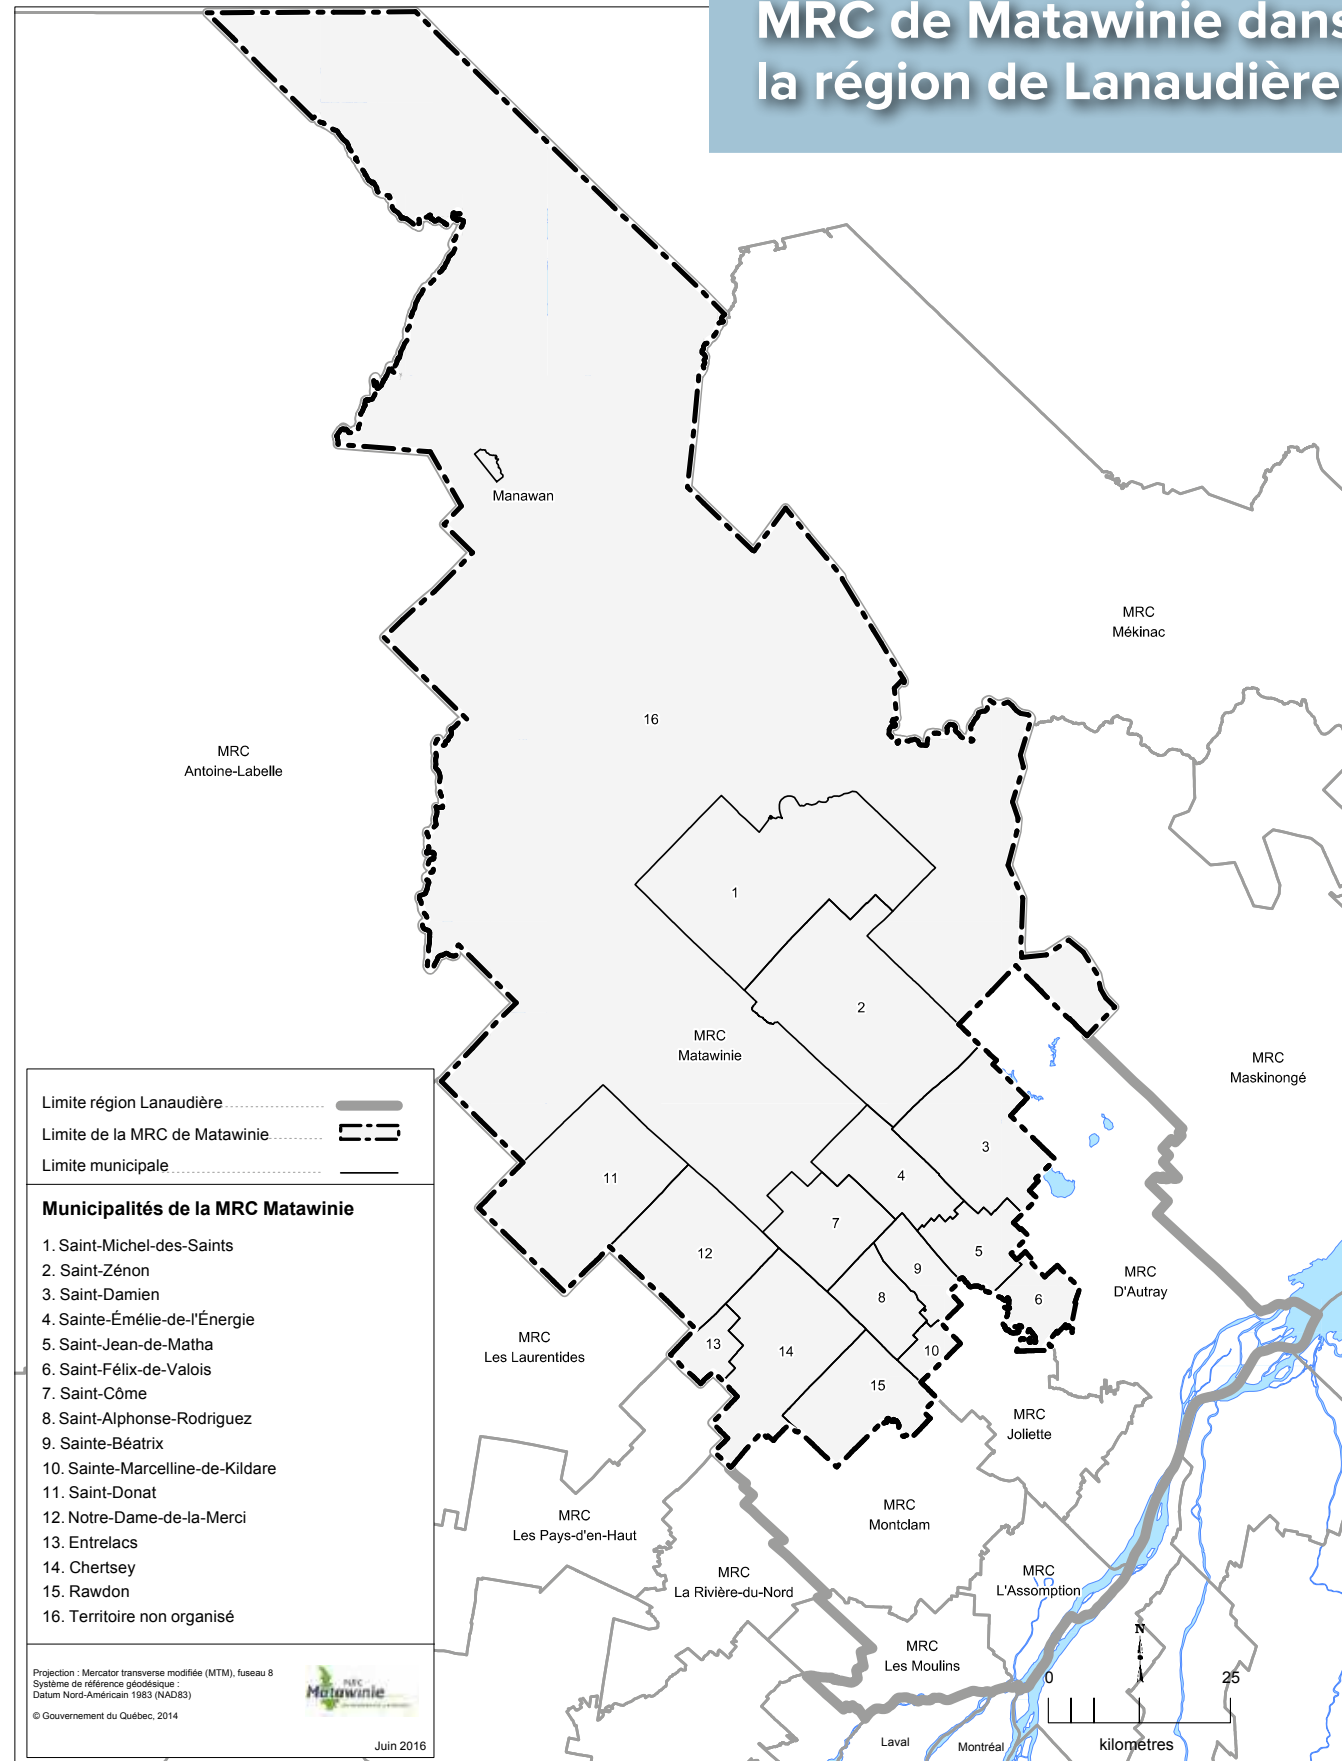 MRC de Matawinie dans
la région de Lanaudière
Manawan
MRC
Mékinac
16
MRC
Antoine-Labelle
1
2
MRC
Matawinie
MRC
Maskinongé
3
4
11
7
12
5
9
8
6
MRC
D'Autray
13
14
10
15
MRC
Les Laurentides
MRC
Joliette
MRC
Les Pays-d'en-Haut
MRC
Montclam
MRC
La Rivière-du-Nord
MRC
L'Assomption
MRC
Les Moulins
Laval
Montréal
N
0 25
kilomètres
Limite région Lanaudière
Limite de la MRC de Matawinie
Limite municipale
Municipalités de la MRC Matawinie
1. Saint-Michel-des-Saints
2. Saint-Zénon
3. Saint-Damien
4. Sainte-Émélie-de-l'Énergie
5. Saint-Jean-de-Matha
6. Saint-Félix-de-Valois
7. Saint-Côme
8. Saint-Alphonse-Rodriguez
9. Sainte-Béatrix
10. Sainte-Marcelline-de-Kildare
11. Saint-Donat
12. Notre-Dame-de-la-Merci
13. Entrelacs
14. Chertsey
15. Rawdon
16. Territoire non organisé
Projection : Mercator transverse modifiée (MTM), fuseau 8
Système de référence géodésique :
Datum Nord-Américain 1983 (NAD83)
© Gouvernement du Québec, 2014
MRC
Matawinie
Juin 2016